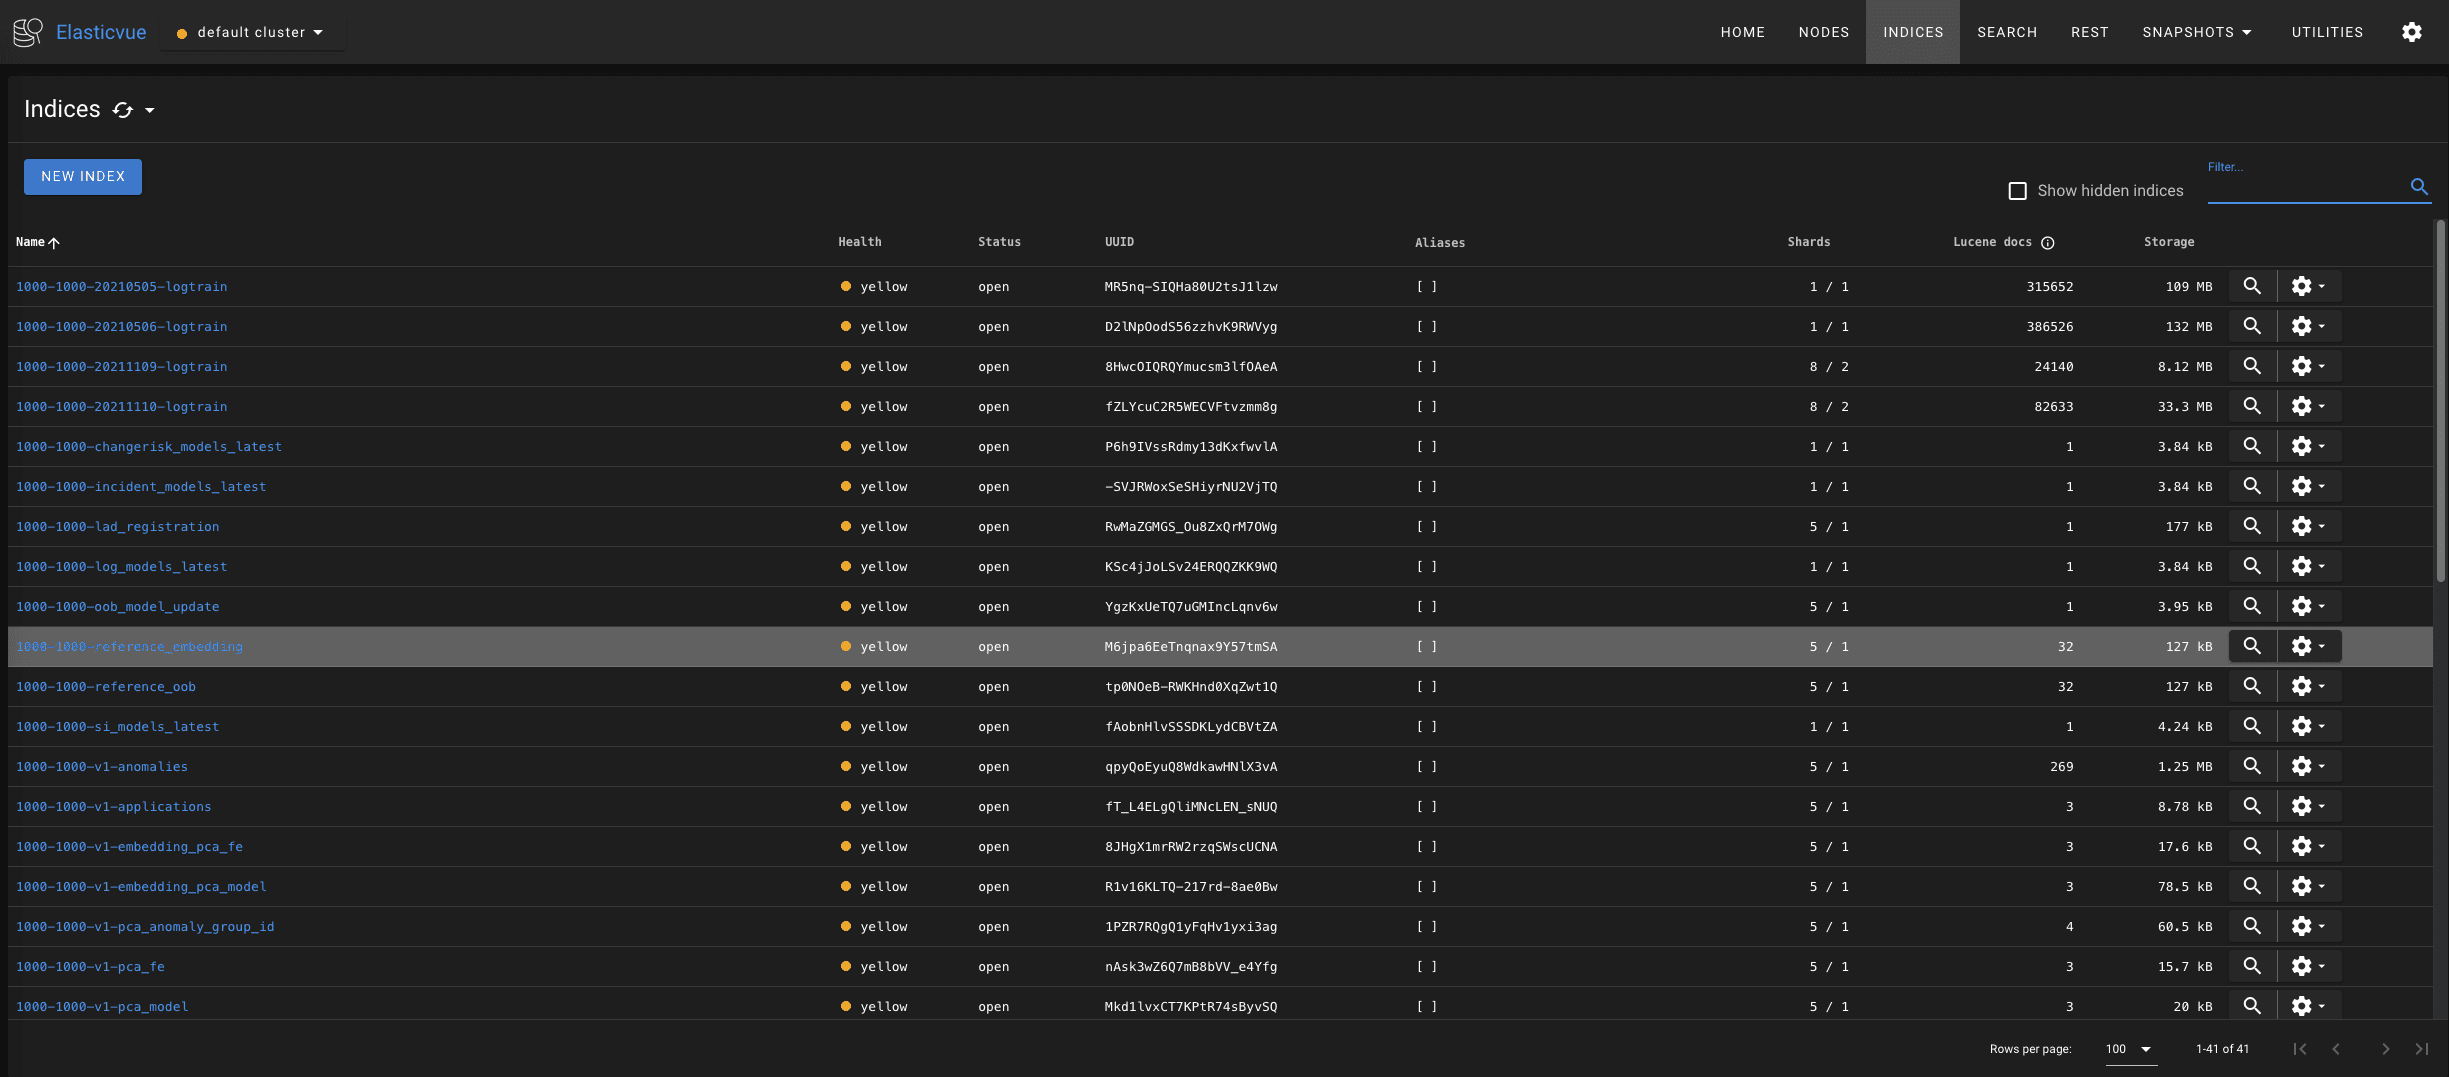 Elasticvue default cluster HOME NODES INDICES SEARCH REST SNAPSHOTS UTILITIES
Indices
NEW INDEX Show hidden indices Filter...
Name Health Status UUID Aliases Shards Lucene docs Storage
1000-1000-20210505-logtrain yellow open MR5nq-SIQHa80U2tsJ1lzw [ ] 1 / 1 315652 109 MB
1000-1000-20210506-logtrain yellow open D2lNpOodS56zzhvK9RWVyg [ ] 1 / 1 386526 132 MB
1000-1000-20211109-logtrain yellow open 8HwcOIQRQYmucsm3lfOAeA [ ] 8 / 2 24140 8.12 MB
1000-1000-20211110-logtrain yellow open fZLYcuC2R5WECVFtvzmm8g [ ] 8 / 2 82633 33.3 MB
1000-1000-changerisk_models_latest yellow open P6h9IVssRdmy13dKxfwvlA [ ] 1 / 1 1 3.84 kB
1000-1000-incident_models_latest yellow open -SVJRWoxSeSHiyrNU2VjTQ [ ] 1 / 1 1 3.84 kB
1000-1000-lad_registration yellow open RwMaZGMGS_Ou8ZxQrM7OWg [ ] 5 / 1 1 177 kB
1000-1000-log_models_latest yellow open KSc4jJoLSv24ERQQZKK9WQ [ ] 1 / 1 1 3.84 kB
1000-1000-oob_model_update yellow open YgzKxUeTQ7uGMIncLqnv6w [ ] 5 / 1 1 3.95 kB
1000-1000-reference_embedding yellow open M6jpa6EeTnqnax9Y57tmSA [ ] 5 / 1 32 127 kB
1000-1000-reference_oob yellow open tp0NOeB-RWKHnd0XqZwt1Q [ ] 5 / 1 32 127 kB
1000-1000-si_models_latest yellow open fAobnHlvSSSDKLydCBVtZA [ ] 1 / 1 1 4.24 kB
1000-1000-v1-anomalies yellow open qpyQoEyuQ8WdkawHNlX3vA [ ] 5 / 1 269 1.25 MB
1000-1000-v1-applications yellow open fT_L4ELgQliMNcLEN_sNUQ [ ] 5 / 1 3 8.78 kB
1000-1000-v1-embedding_pca_fe yellow open 8JHgX1mrRW2rzqSWscUCNA [ ] 5 / 1 3 17.6 kB
1000-1000-v1-embedding_pca_model yellow open R1v16KLTQ-217rd-8ae0Bw [ ] 5 / 1 3 78.5 kB
1000-1000-v1-pca_anomaly_group_id yellow open 1PZR7RQgQ1yFqHv1yxi3ag [ ] 5 / 1 4 60.5 kB
1000-1000-v1-pca_fe yellow open nAsk3wZ6Q7mB8bVV_e4Yfg [ ] 5 / 1 3 15.7 kB
1000-1000-v1-pca_model yellow open Mkd1lvxCT7KPtR74sByvSQ [ ] 5 / 1 3 20 kB
Rows per page: 100 1-41 of 41